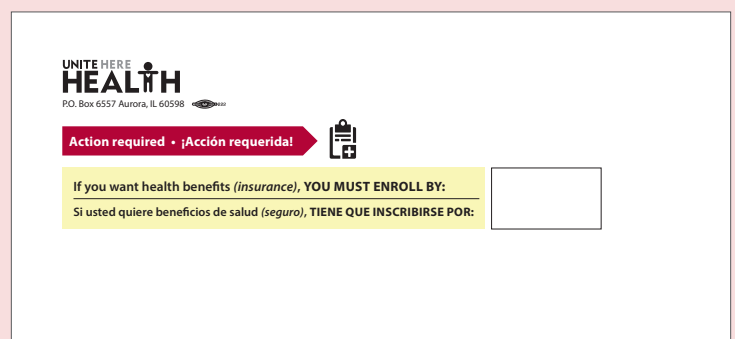 UNITE HERE
HEALTH
P.O. Box 6557 Aurora, IL 60598
Action required • ¡Acción requerida!
If you want health benefits (insurance), YOU MUST ENROLL BY:
Si usted quiere beneficios de salud (seguro), TIENE QUE INSCRIBIRSE POR: